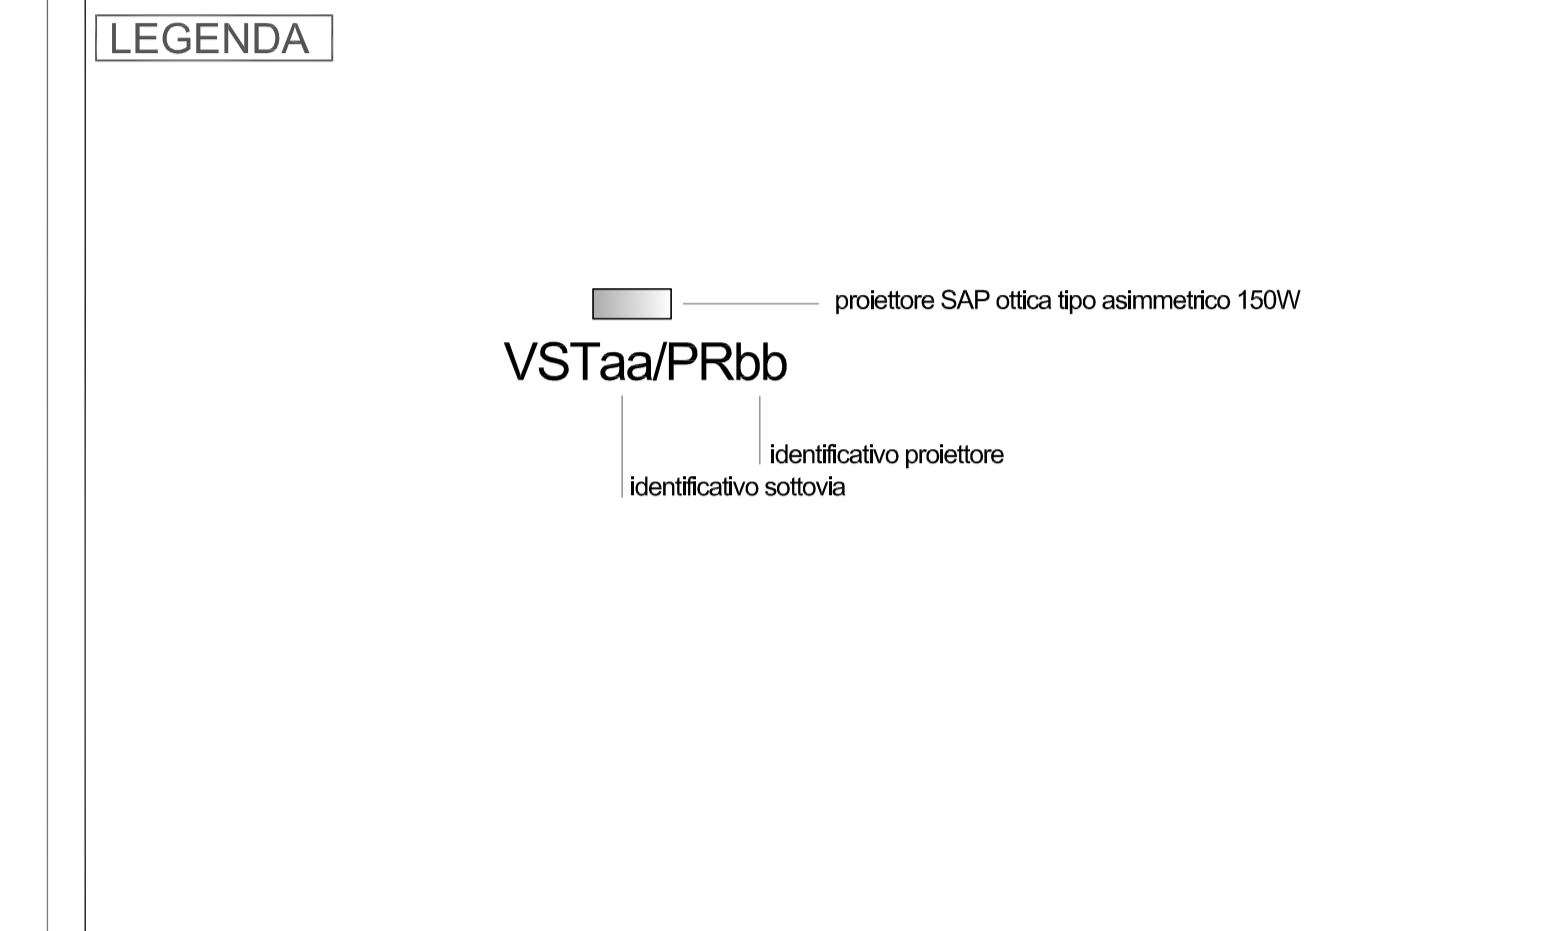 LEGENDA
proiettore SAP ottica tipo asimmetrico 150W
VSTaa/PRbb
identificativo proiettore
identificativo sottovia